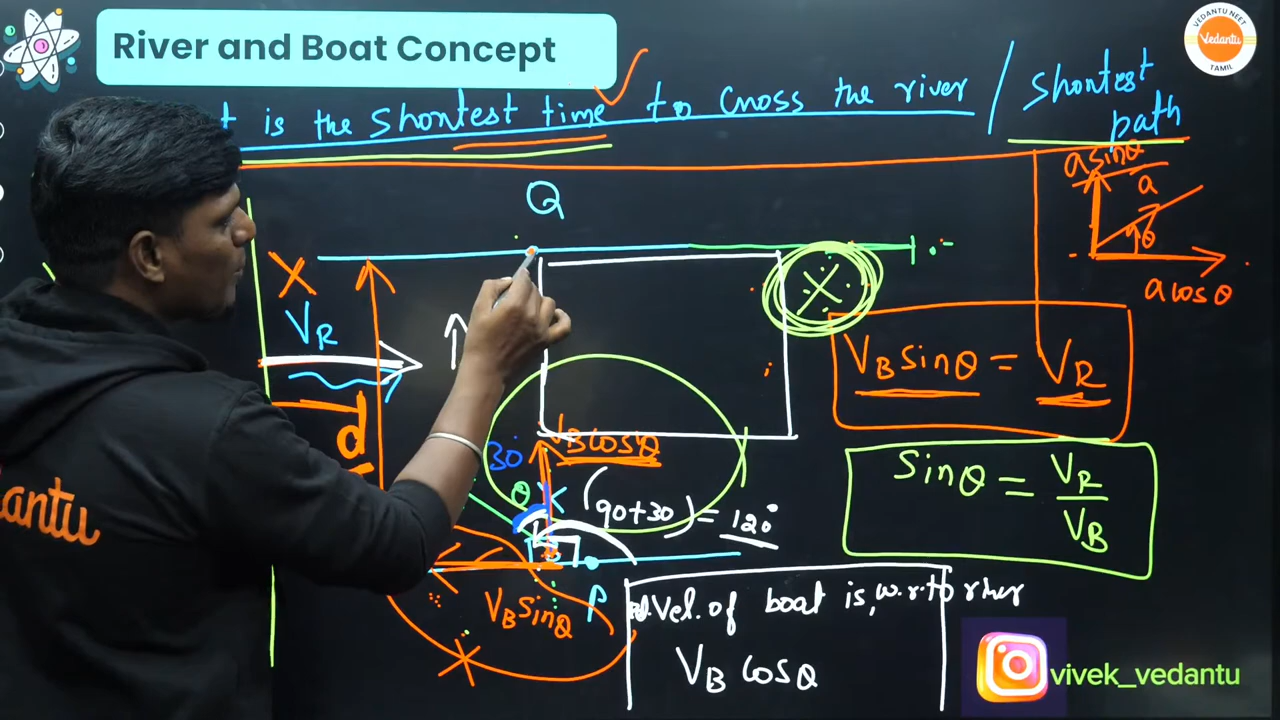 River and Boat Concept
VEDANTU NEET
Vedantu
TAMIL
t is the shortest time to cross the river / Shortest path
a sinθ
a
θ
a cosθ
Q
X
V_R
d
V_B sinθ = V_R
V_B cosθ
30°
θ
(90+30) = 120°
sinθ = V_R / V_B
V_B sinθ
P
Vel. of boat is, w.r.to river
V_B cosθ
vivek_vedantu